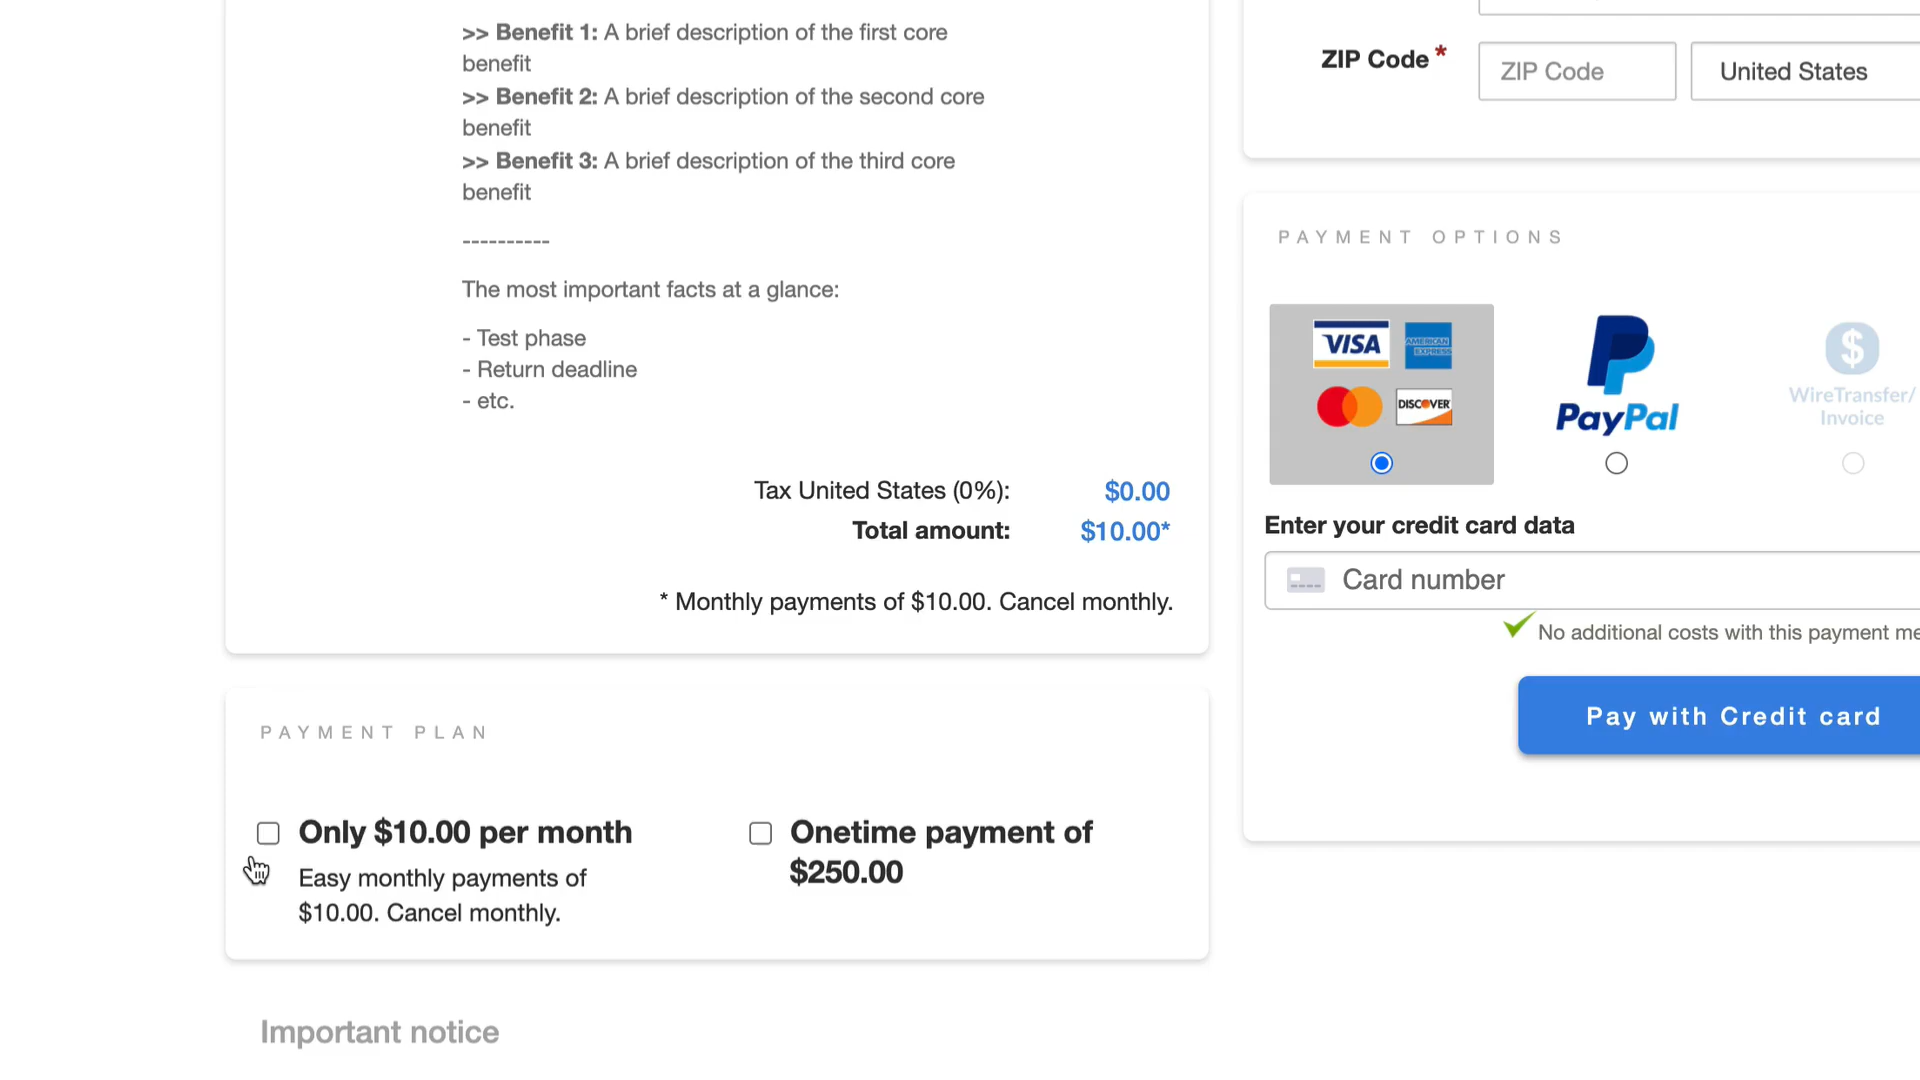 >> Benefit 1: A brief description of the first core
benefit
>> Benefit 2: A brief description of the second core
benefit
>> Benefit 3: A brief description of the third core
benefit
----------
The most important facts at a glance:
- Test phase
- Return deadline
- etc.
Tax United States (0%): $0.00
Total amount: $10.00*
* Monthly payments of $10.00. Cancel monthly.
PAYMENT PLAN
Only $10.00 per month
Easy monthly payments of
$10.00. Cancel monthly.
Onetime payment of
$250.00
Important notice
ZIP Code * ZIP Code United States
PAYMENT OPTIONS
VISA AMERICAN EXPRESS
DISCOVER
PayPal
$
WireTransfer/
Invoice
Enter your credit card data
Card number
No additional costs with this payment me
Pay with Credit card